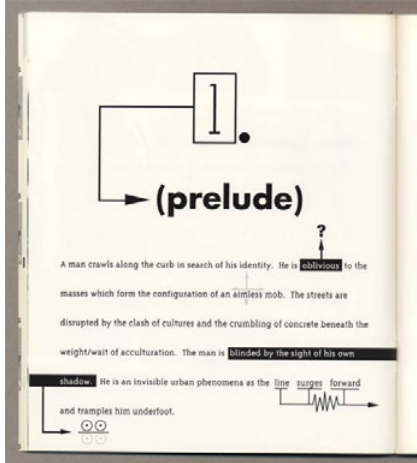 1.
(prelude)
?
A man crawls along the curb in search of his identity. He is oblivious to the
masses which form the configuration of an aimless mob. The streets are
disrupted by the clash of cultures and the crumbling of concrete beneath the
weight/wait of acculturation. The man is blinded by the sight of his own
shadow. He is an invisible urban phenomena as the line surges forward
and tramples him underfoot.